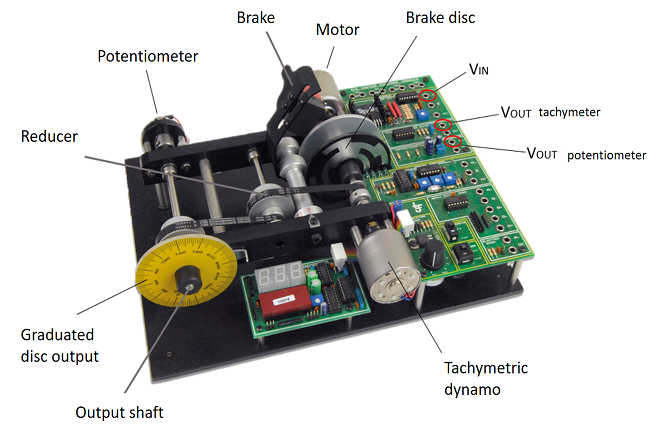 Brake
Motor
Brake disc
Potentiometer
VIN
VOUT tachymeter
Reducer
VOUT potentiometer
Graduated
disc output
Tachymetric
dynamo
Output shaft